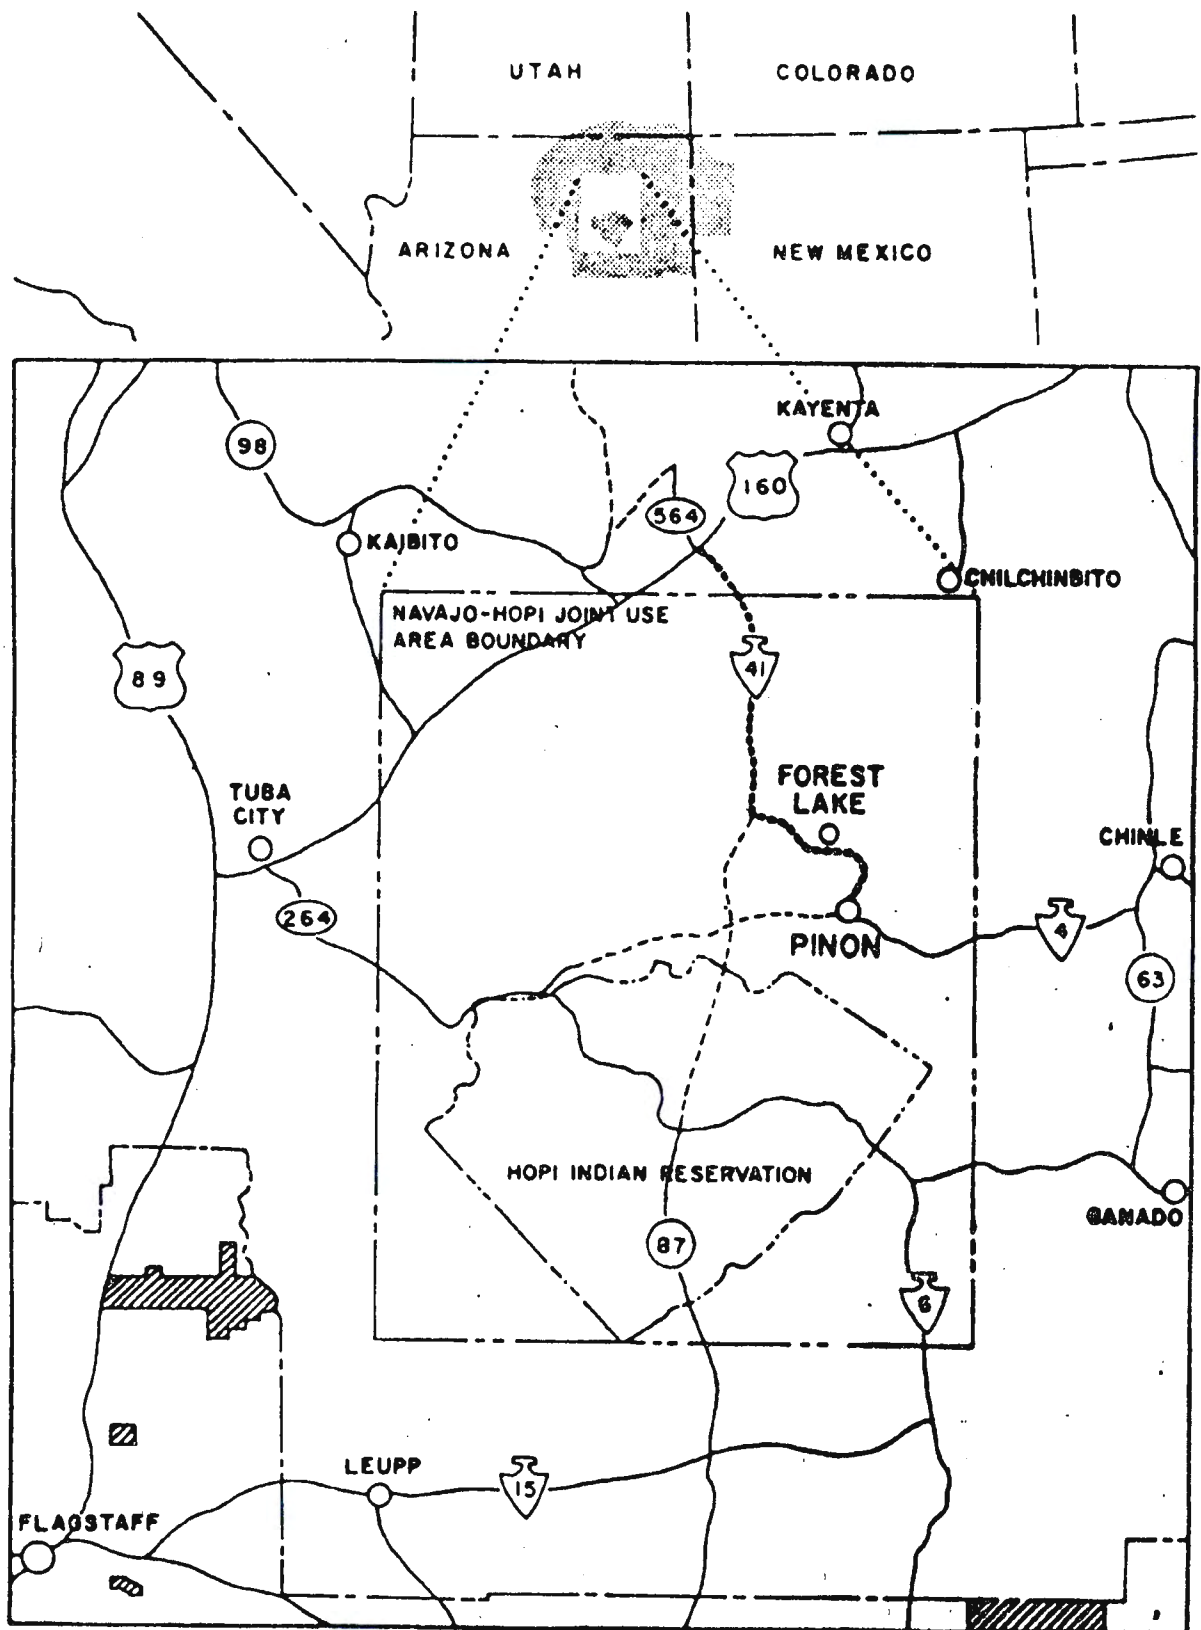 UTAH
COLORADO
ARIZONA
NEW MEXICO
KAYENTA
98
160
564
KAIBITO
CHILCHINBITO
NAVAJO-HOPI JOINT USE
AREA BOUNDARY
41
89
FOREST
LAKE
TUBA
CITY
CHINLE
264
4
PINON
63
HOPI INDIAN RESERVATION
GANADO
87
6
LEUPP
15
FLAGSTAFF